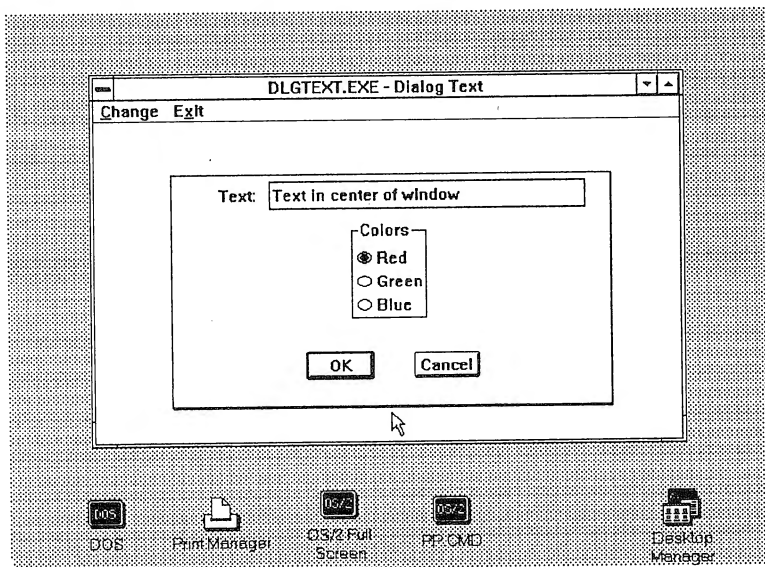 DLGTEXT.EXE - Dialog Text
Change Exit
Text: Text in center of window
Colors
Red
Green
Blue
OK Cancel
DOS OS/2 OS/2
DOS Print Manager OS/2 Full Screen PP.CMD Desktop Manager